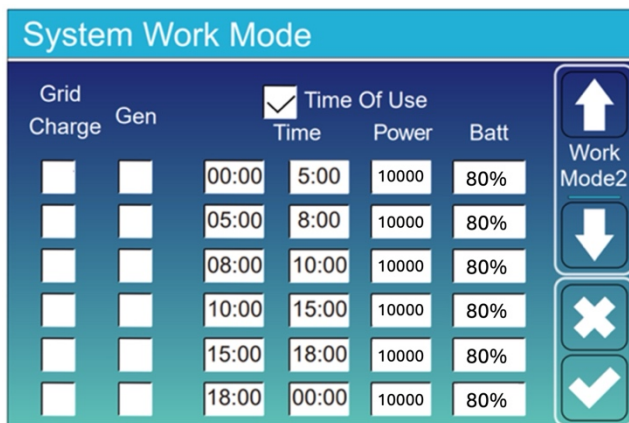 System Work Mode
Grid Charge Gen Time Of Use
Time Power Batt
00:00 5:00 10000 80%
05:00 8:00 10000 80%
08:00 10:00 10000 80%
10:00 15:00 10000 80%
15:00 18:00 10000 80%
18:00 00:00 10000 80%
Work
Mode2